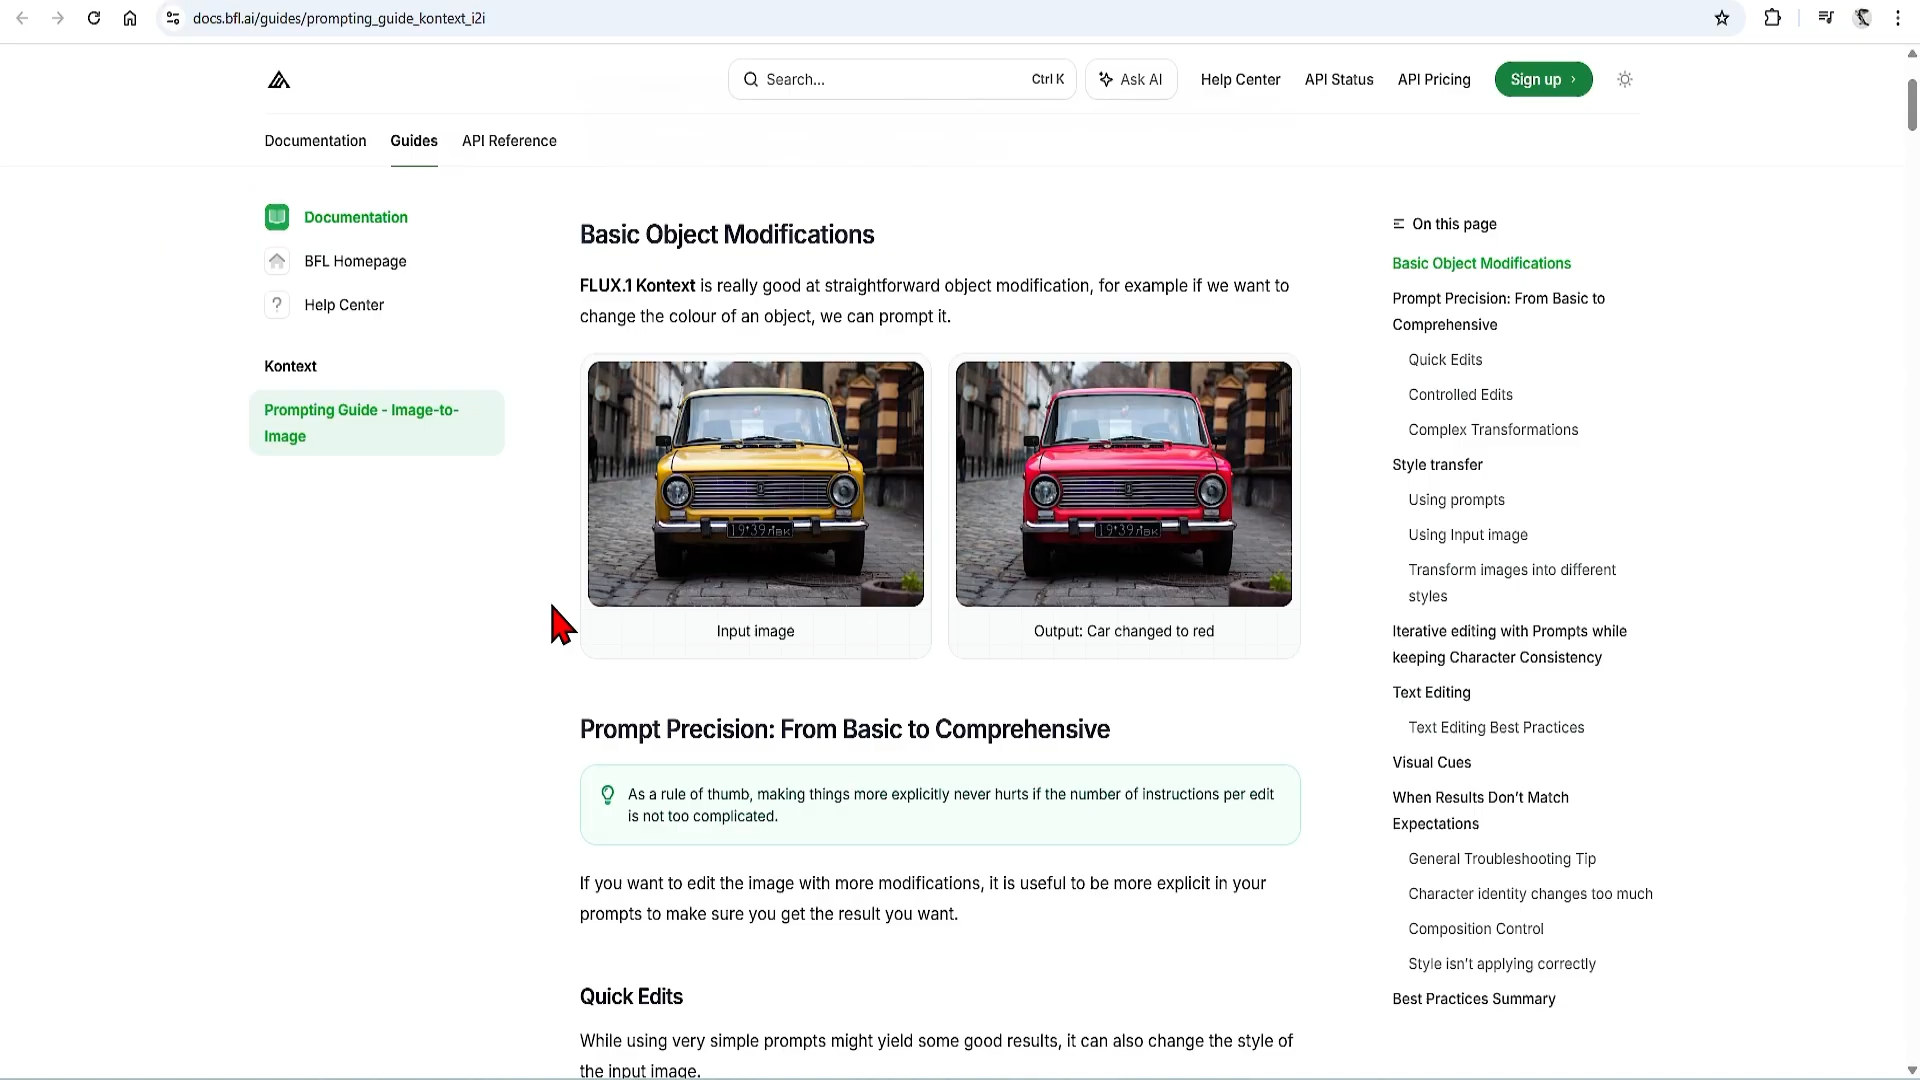 docs.bfl.ai/guides/prompting_guide_kontext_i2i
Search...
Ctrl K
Ask AI
Help Center
API Status
API Pricing
Sign up
Documentation
Guides
API Reference
Documentation
BFL Homepage
Help Center
Kontext
Prompting Guide - Image-to-
Image
Basic Object Modifications
FLUX.1 Kontext is really good at straightforward object modification, for example if we want to
change the colour of an object, we can prompt it.
Input image
Output: Car changed to red
Prompt Precision: From Basic to Comprehensive
As a rule of thumb, making things more explicitly never hurts if the number of instructions per edit
is not too complicated.
If you want to edit the image with more modifications, it is useful to be more explicit in your
prompts to make sure you get the result you want.
Quick Edits
While using very simple prompts might yield some good results, it can also change the style of
the input image.
On this page
Basic Object Modifications
Prompt Precision: From Basic to
Comprehensive
Quick Edits
Controlled Edits
Complex Transformations
Style transfer
Using prompts
Using Input image
Transform images into different
styles
Iterative editing with Prompts while
keeping Character Consistency
Text Editing
Text Editing Best Practices
Visual Cues
When Results Don’t Match
Expectations
General Troubleshooting Tip
Character identity changes too much
Composition Control
Style isn’t applying correctly
Best Practices Summary